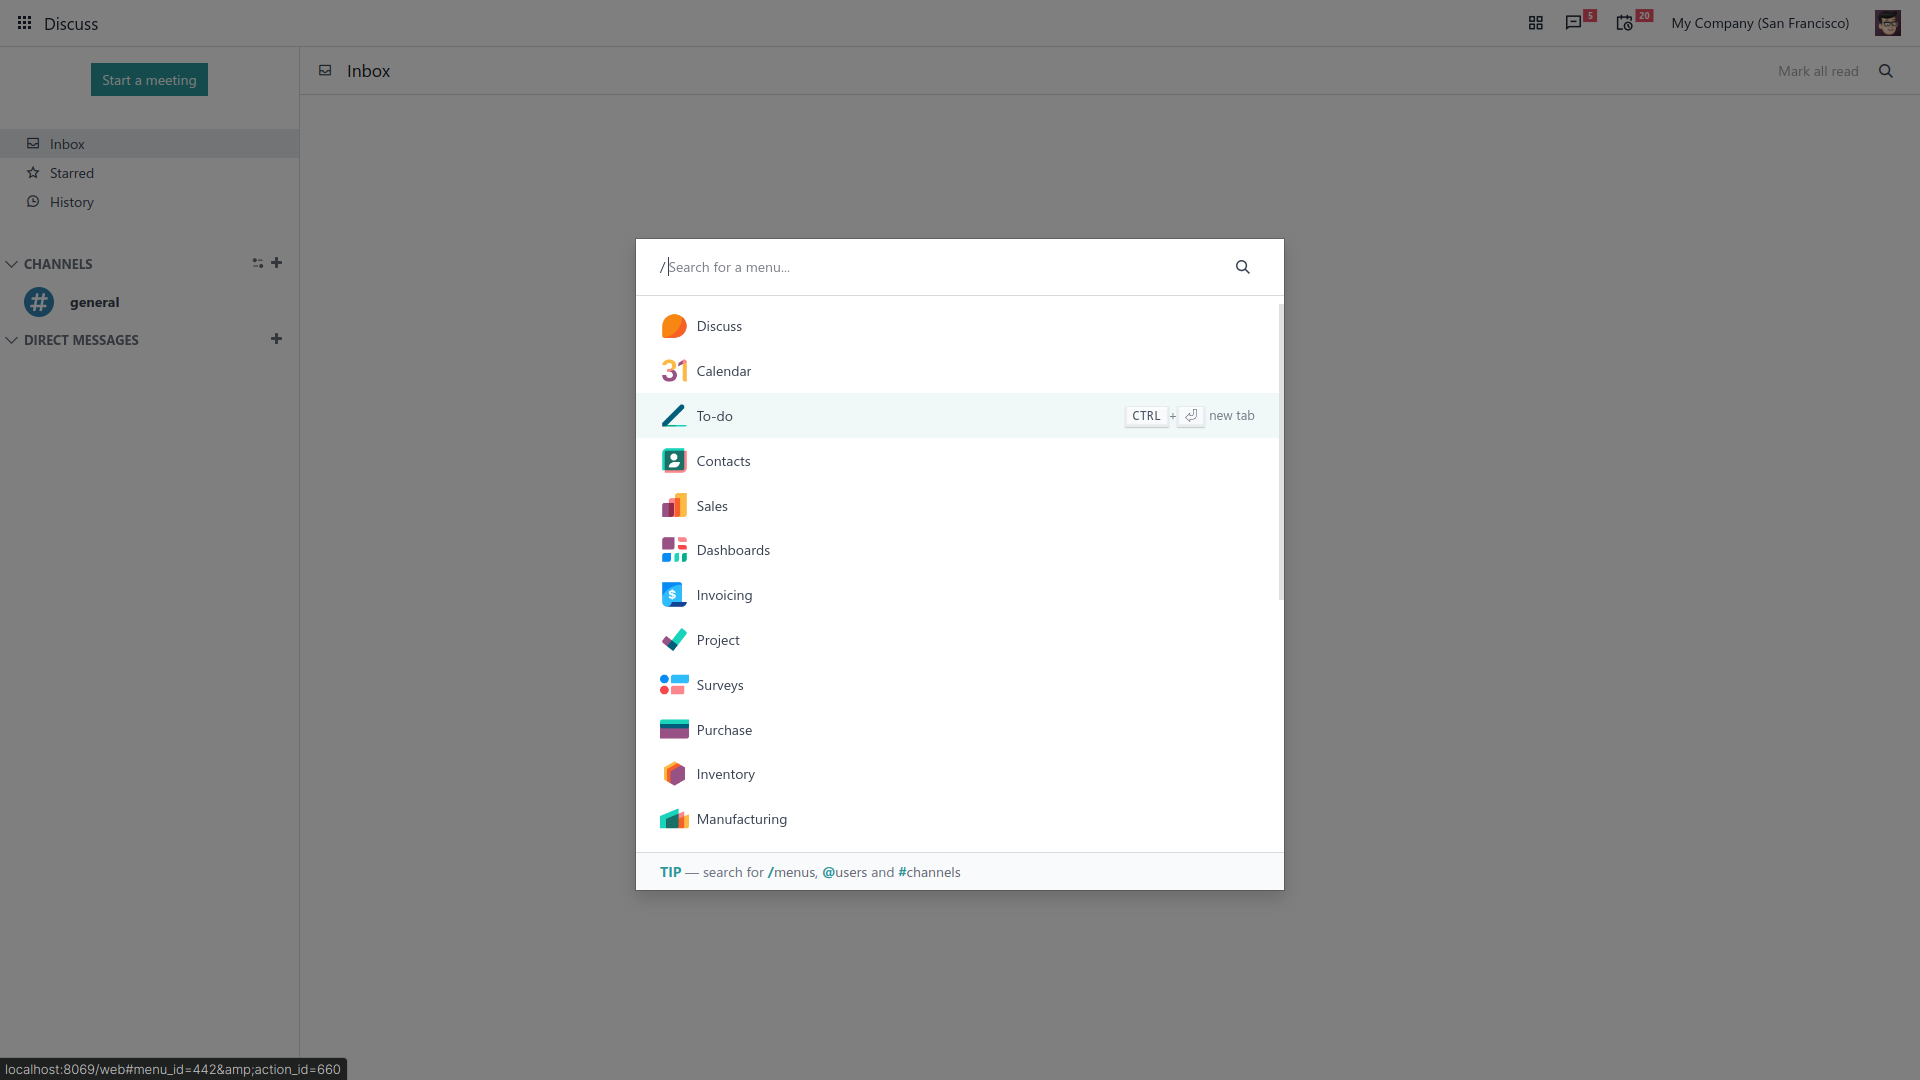 Discuss
5
20
My Company (San Francisco)
Start a meeting
Inbox
Mark all read
Inbox
Starred
History
CHANNELS
general
DIRECT MESSAGES
/Search for a menu...
Discuss
31 Calendar
To-do CTRL + new tab
Contacts
Sales
Dashboards
$ Invoicing
Project
Surveys
Purchase
Inventory
Manufacturing
TIP — search for /menus, @users and #channels
localhost:8069/web#menu_id=442&amp;action_id=660